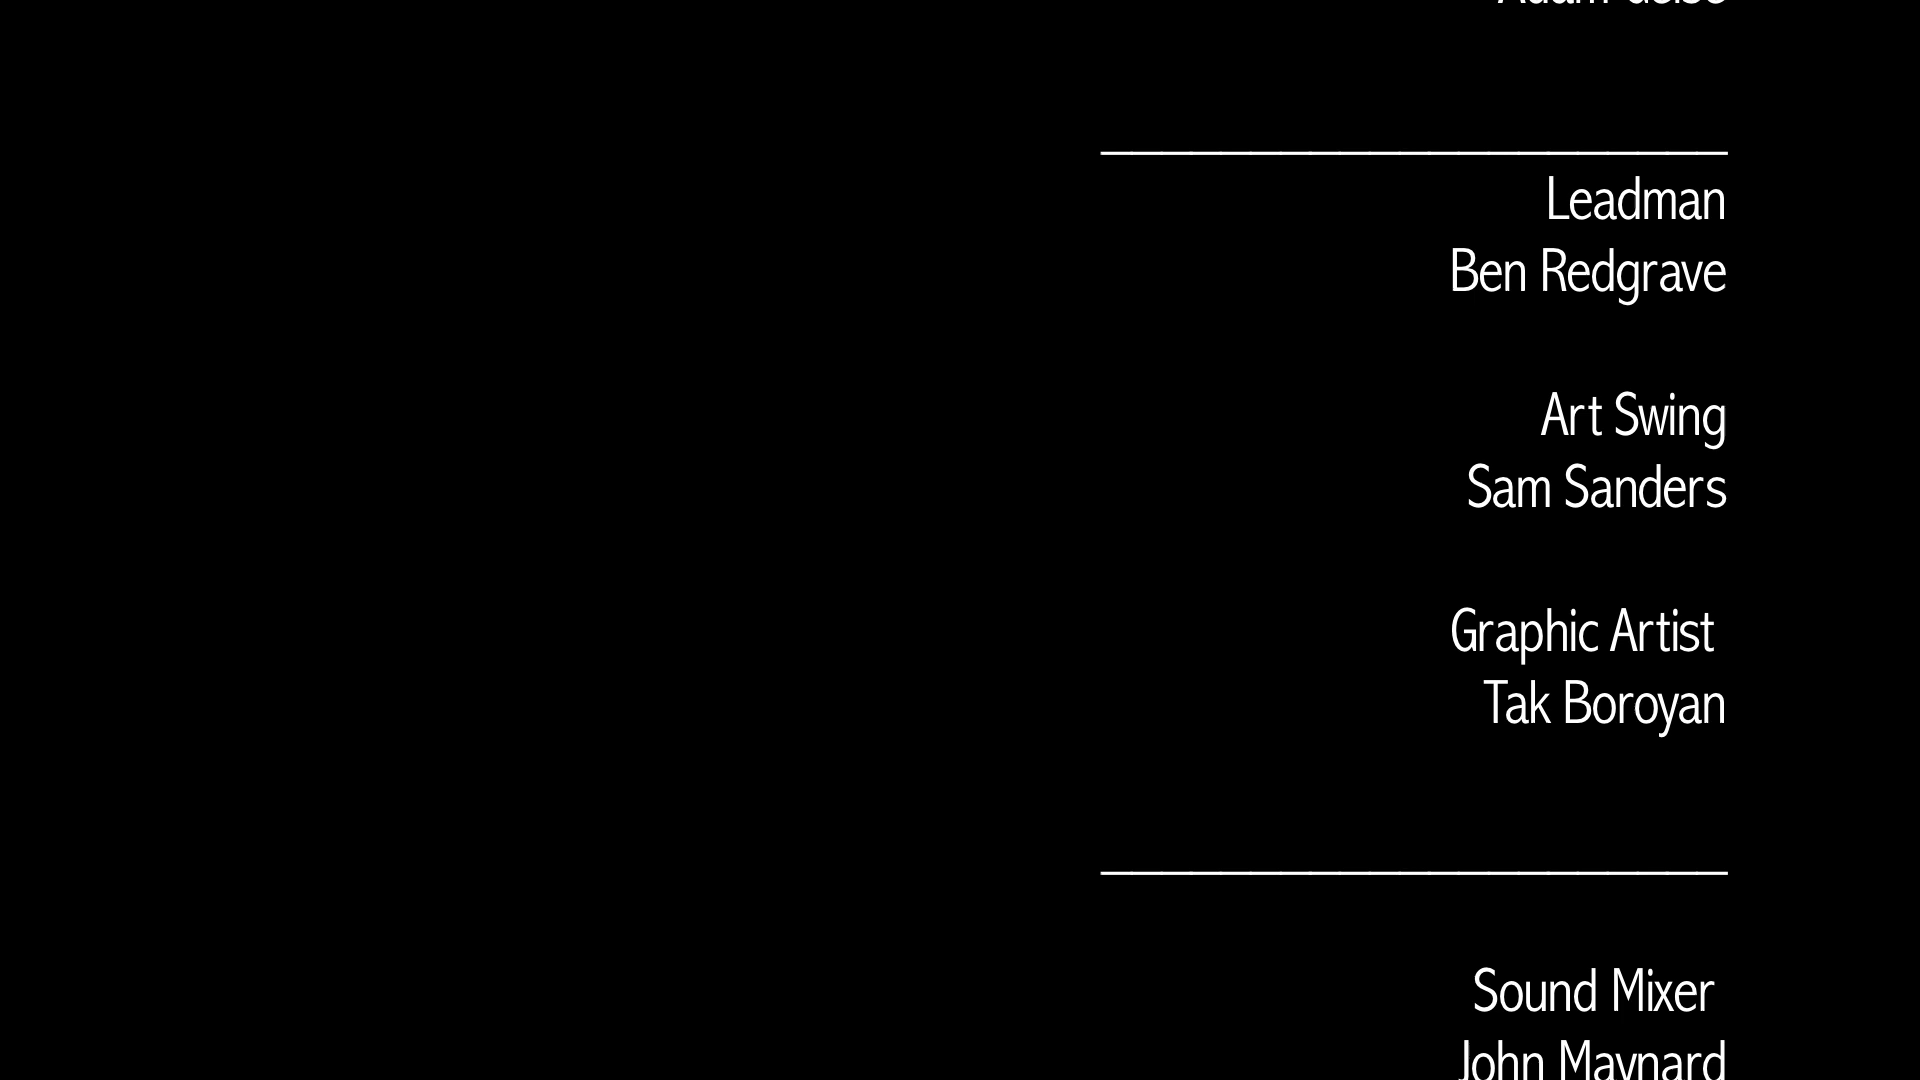 Leadman
Ben Redgrave
Art Swing
Sam Sanders
Graphic Artist
Tak Boroyan
Sound Mixer
John Maynard